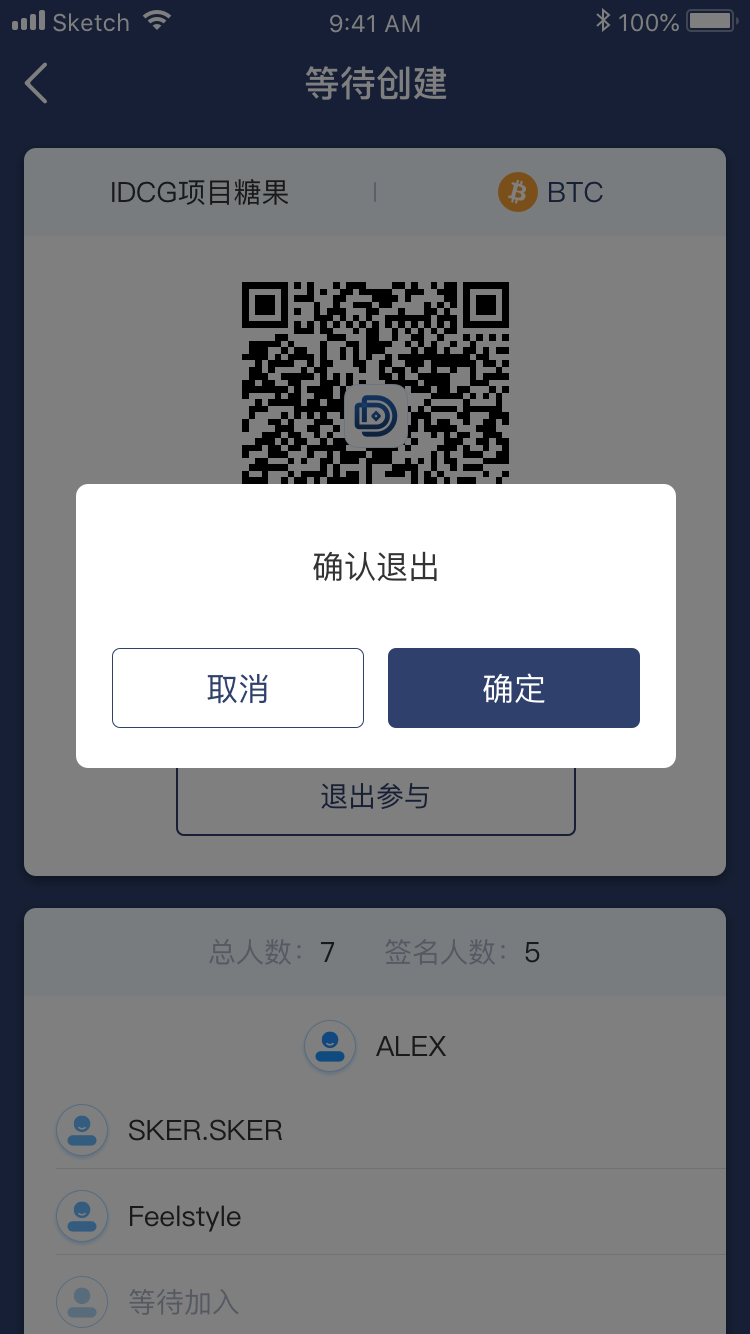 Sketch 9:41 AM 100%
等待创建
IDCG项目糖果 BTC
确认退出
取消 确定
退出参与
总人数：7 签名人数：5
ALEX
SKER.SKER
Feelstyle
等待加入